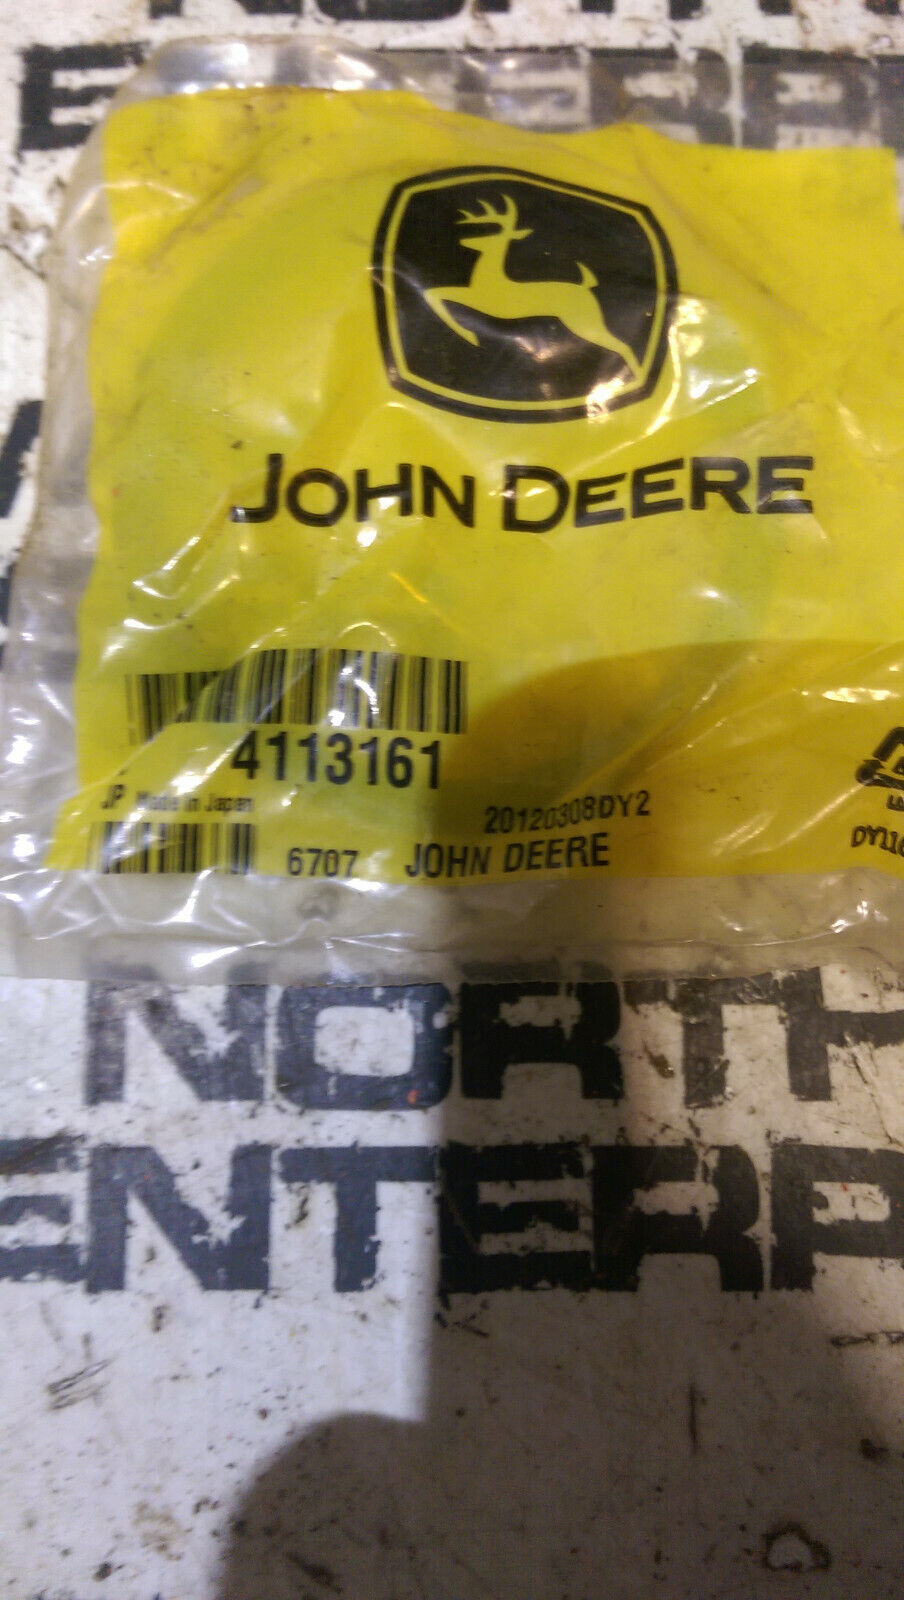 JOHN DEERE
4113161
JP Made in Japan
20120308DY2
6707 JOHN DEERE
NORTH
ENTERP